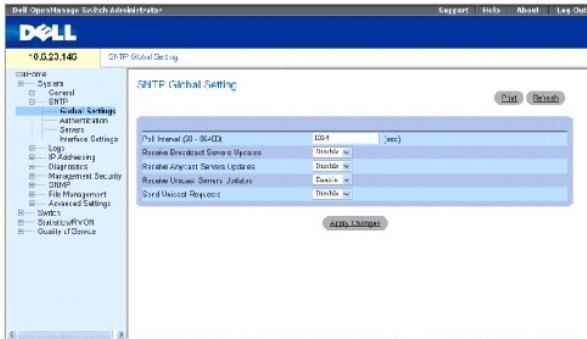 Dell OpenManage Switch Administrator
Support Help About Log Out
DELL
10.6.23.146
SNTP Global Setting
Home
System
General
SNTP
Global Settings
Authentication
Servers
Interface Settings
Logs
IP Addressing
Diagnostics
Management Security
SNMP
File Management
Advanced Settings
Switch
Statistics/RMON
Quality of Service
SNTP Global Setting
Print Refresh
Poll Interval (60 - 86400) 1024 (sec)
Receive Broadcast Servers Updates Disable
Receive Anycast Servers Updates Disable
Receive Unicast Servers Updates Enable
Send Unicast Requests Disable
Apply Changes